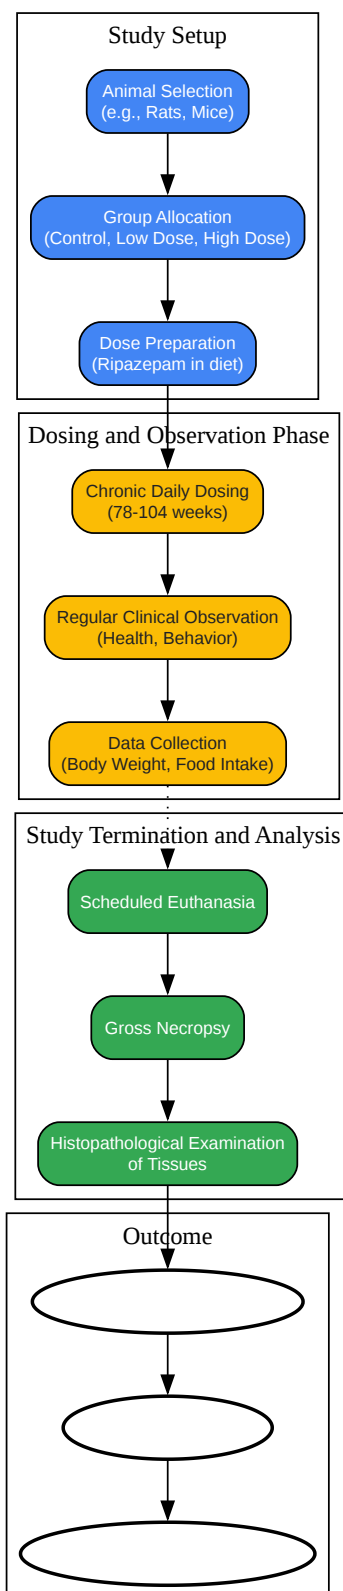 Study Setup
Animal Selection
(e.g., Rats, Mice)
Group Allocation
(Control, Low Dose, High Dose)
Dose Preparation
(Ripazepam in diet)
Dosing and Observation Phase
Chronic Daily Dosing
(78-104 weeks)
Regular Clinical Observation
(Health, Behavior)
Data Collection
(Body Weight, Food Intake)
Study Termination and Analysis
Scheduled Euthanasia
Gross Necropsy
Histopathological Examination
of Tissues
Outcome